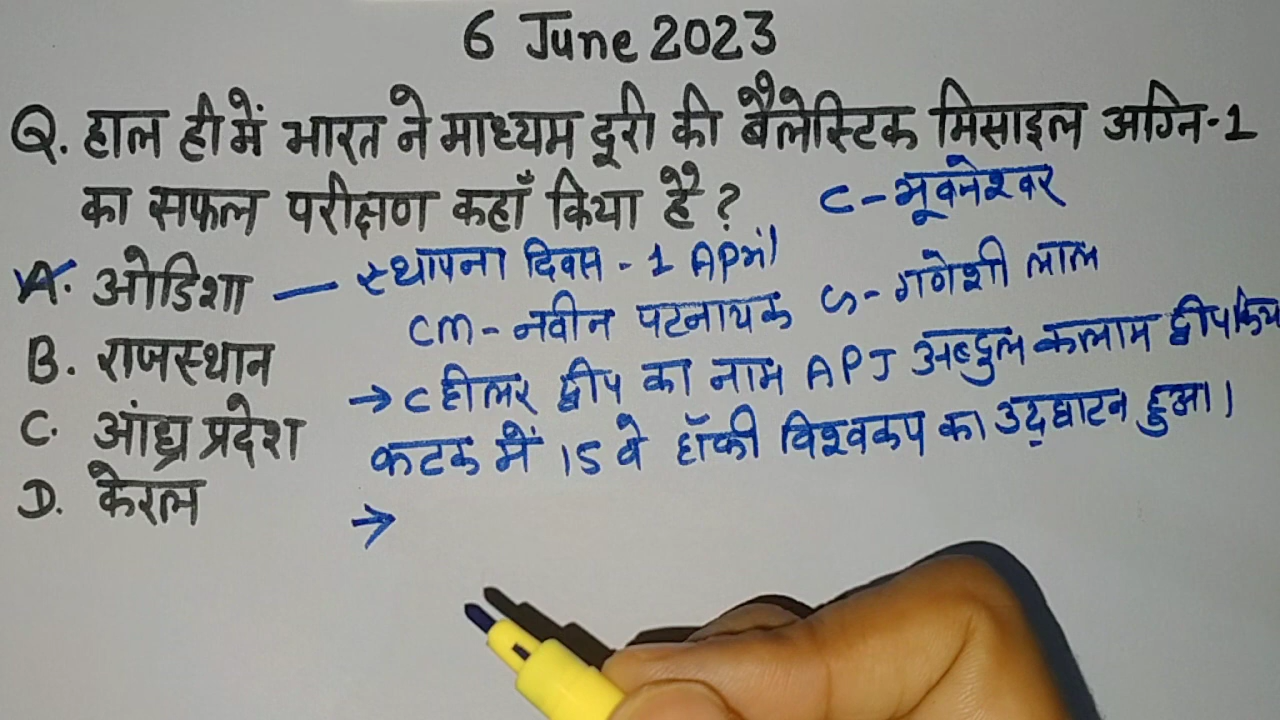 6 June 2023
Q. हाल ही में भारत ने माध्यम दूरी की बैलेस्टिक मिसाइल अग्नि-1
का सफल परीक्षण कहाँ किया है?
C-भूवनेश्वर
A. ओडिशा — स्थापना दिवस - 1 April
CM - नवीन पटनायक G - गणेशी लाल
B. राजस्थान
→ c हीलर द्वीप का नाम APJ अब्दुल कलाम द्वीप किय
C. आंध्र प्रदेश
कटक में 15 वे हॉकी विश्वकप का उद्घाटन हुआ।
D. केरल
→